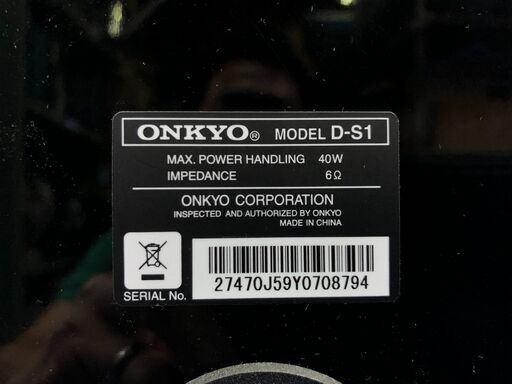 ONKYO® MODEL D-S1
MAX. POWER HANDLING 40W
IMPEDANCE 6Ω
ONKYO CORPORATION
INSPECTED AND AUTHORIZED BY ONKYO
MADE IN CHINA
SERIAL No. 27470J59Y0708794